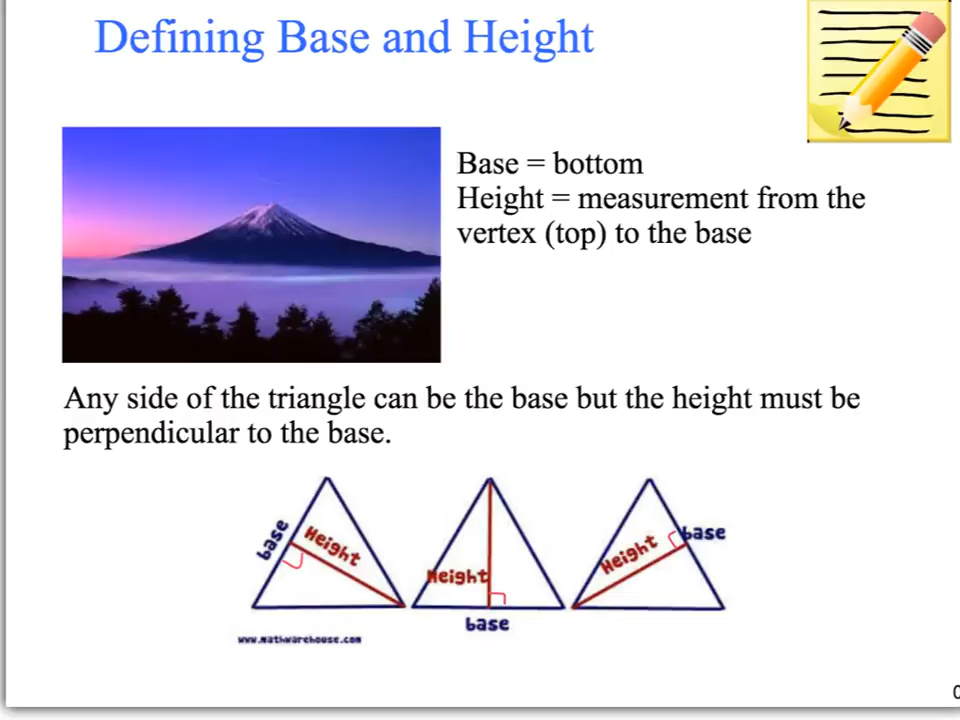 Defining Base and Height
Base = bottom
Height = measurement from the
vertex (top) to the base
Any side of the triangle can be the base but the height must be
perpendicular to the base.
base
Height
Height
base
Height
base
www.mathwarehouse.com
0